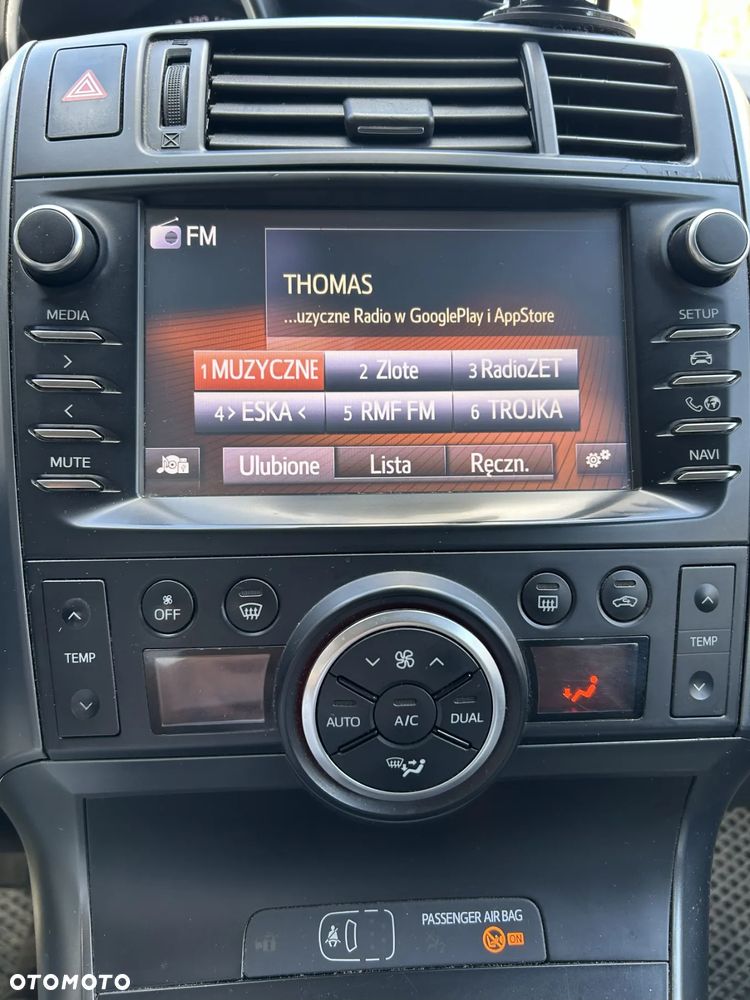 FM
THOMAS
...uzyczne Radio w GooglePlay i AppStore
MEDIA
SETUP
1 MUZYCZNE 2 Zlote 3 RadioZET
4 > ESKA < 5 RMF FM 6 TROJKA
MUTE
NAVI
Ulubione Lista Ręczn.
OFF
TEMP
TEMP
AUTO A/C DUAL
PASSENGER AIR BAG
ON
OTOMOTO